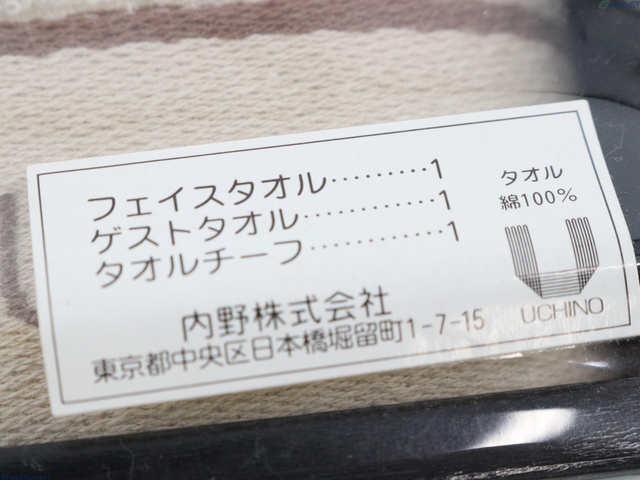 フェイスタオル………1
ゲストタオル…………1
タオルチーフ…………1
タオル
綿100%
UCHINO
内野株式会社
東京都中央区日本橋堀留町1-7-15